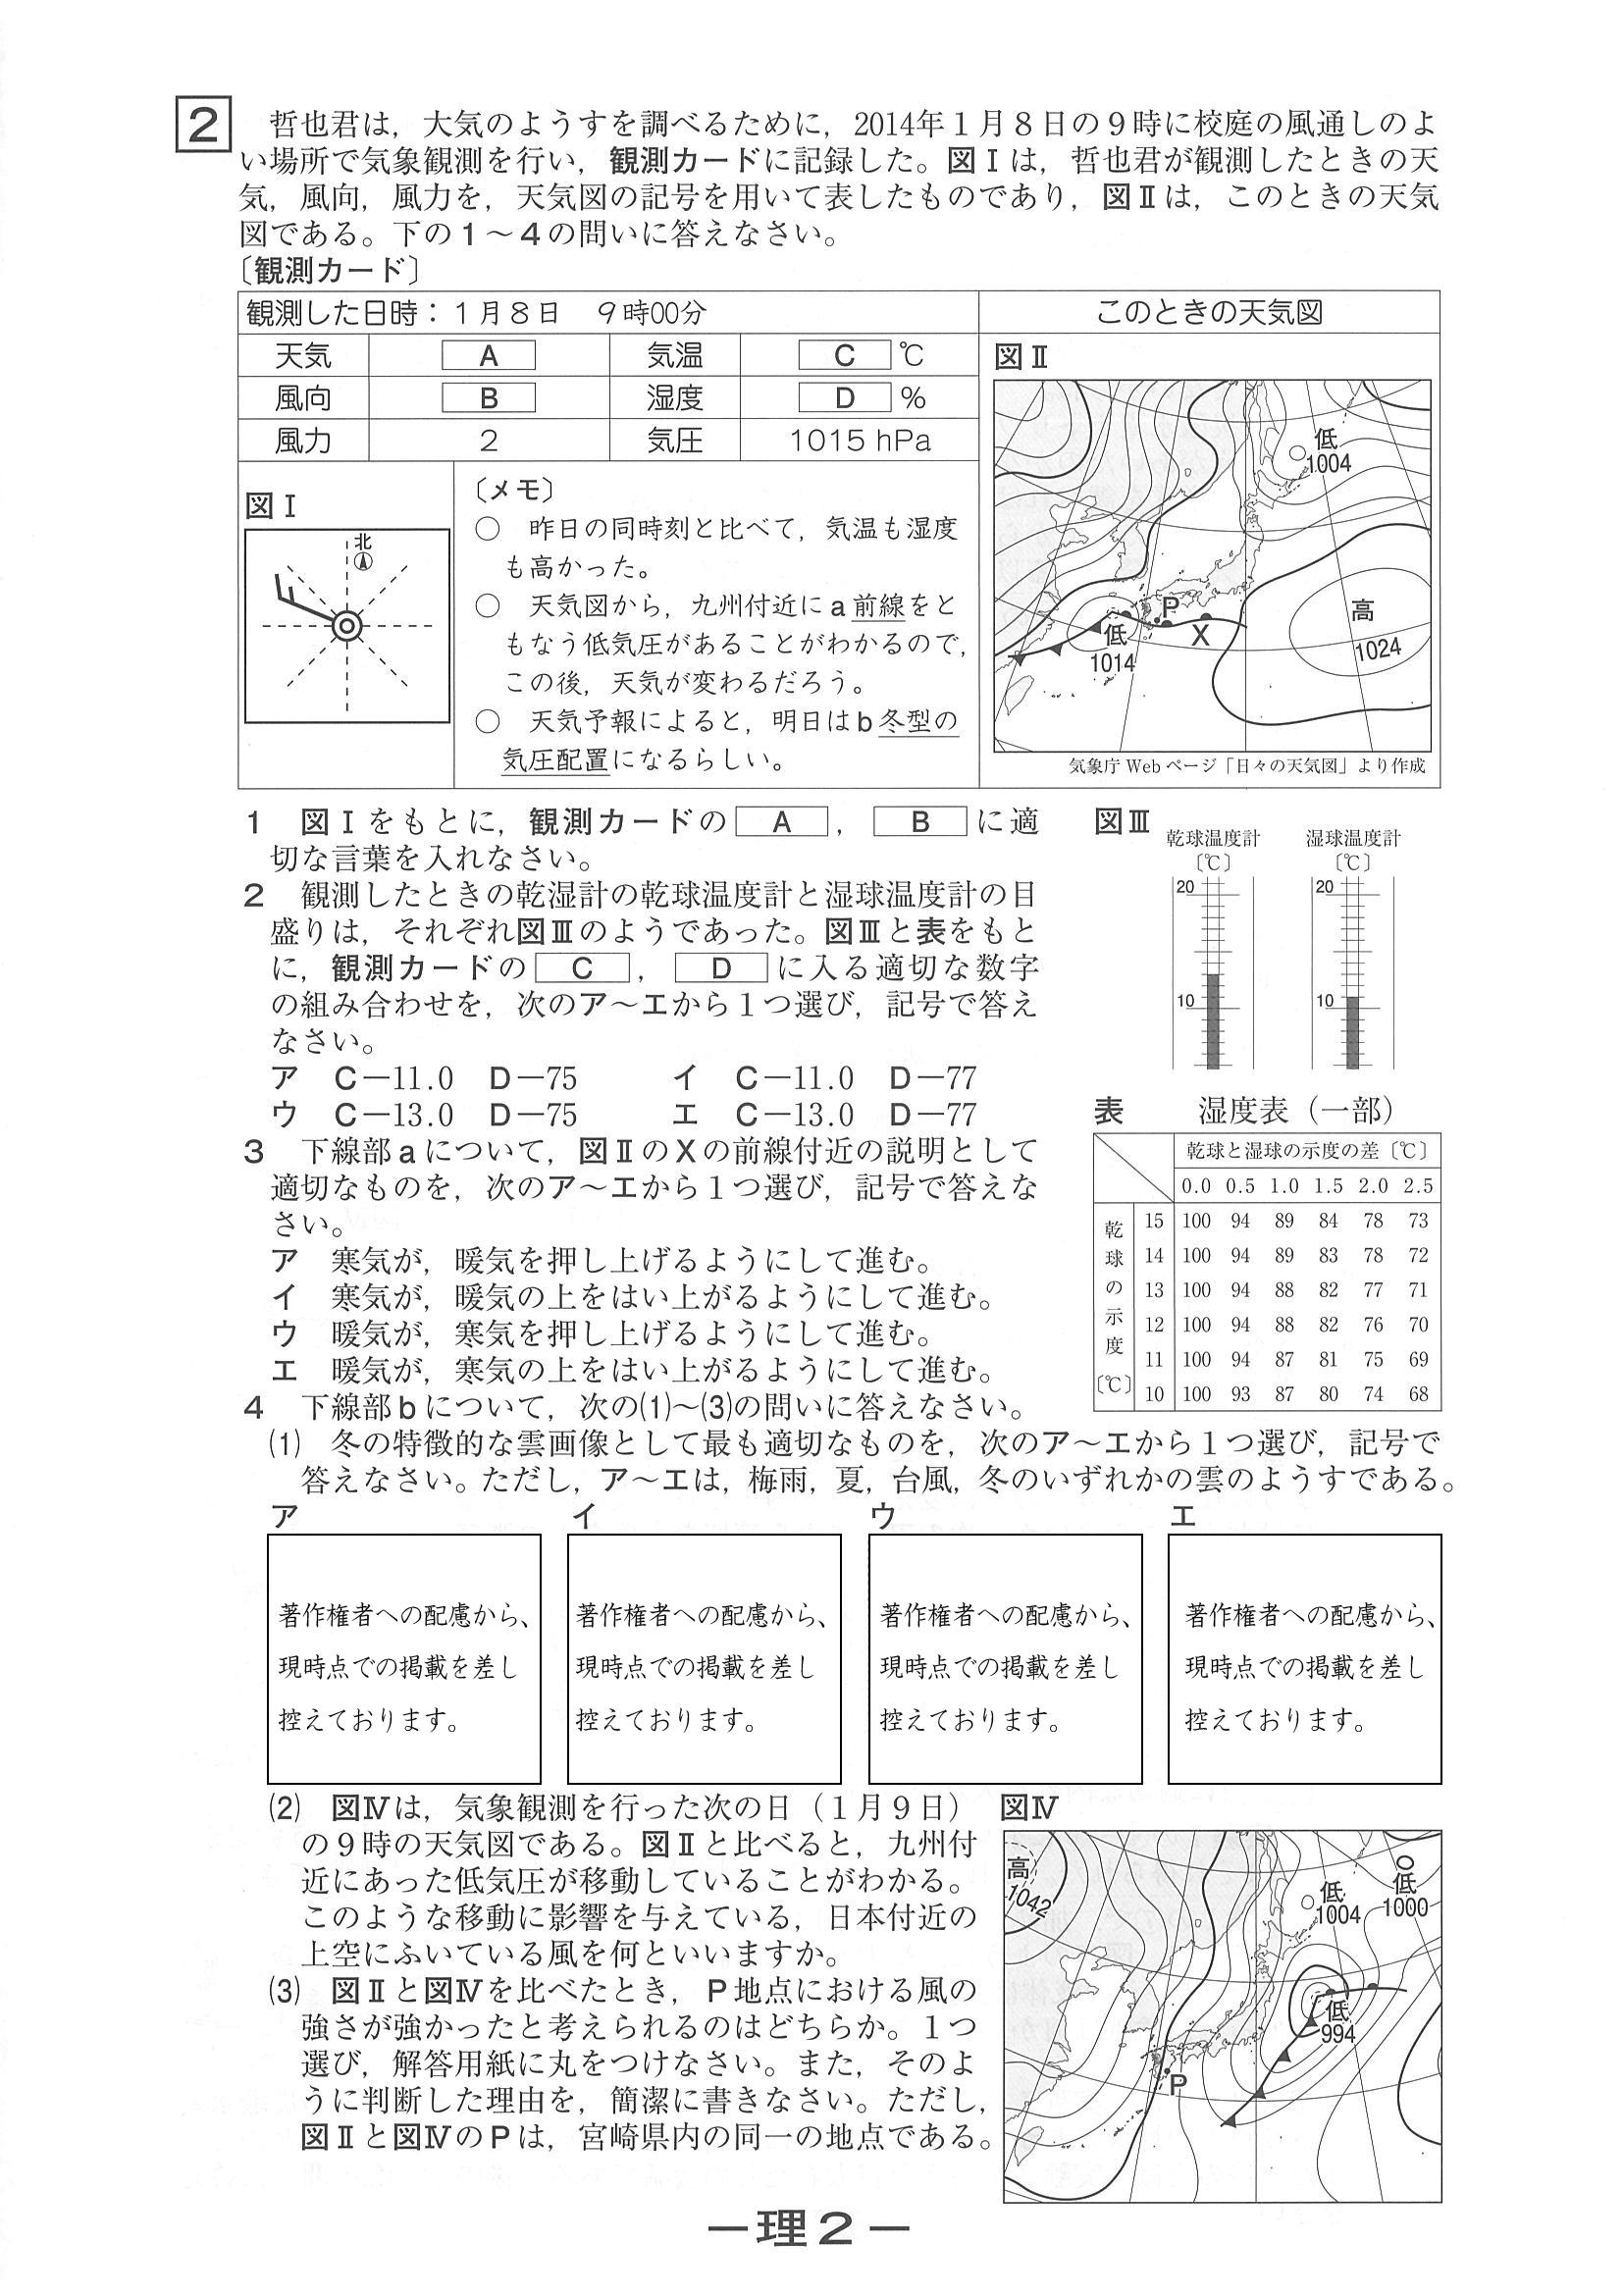 2 哲也君は，大気のようすを調べるために，2014年１月８日の９時に校庭の風通しのよ
い場所で気象観測を行い，観測カードに記録した。図Ⅰは，哲也君が観測したときの天
気，風向，風力を，天気図の記号を用いて表したものであり，図Ⅱは，このときの天気
図である。下の１～４の問いに答えなさい。
〔観測カード〕
観測した日時：１月８日　９時00分　このときの天気図
天気　A　気温　C　℃　図Ⅱ
風向　B　湿度　D　％
風力　2　気圧　1015 hPa
図Ⅰ
北
〔メモ〕
○　昨日の同時刻と比べて，気温も湿度
も高かった。
○　天気図から，九州付近にa前線をと
もなう低気圧があることがわかるので，
この後，天気が変わるだろう。
○　天気予報によると，明日はb冬型の
気圧配置になるらしい。
低
1004
P
X
低
1014
高
1024
気象庁 Web ページ「日々の天気図」より作成
1　図Ⅰをもとに，観測カードの A ， B に適
切な言葉を入れなさい。
2　観測したときの乾湿計の乾球温度計と湿球温度計の目
盛りは，それぞれ図Ⅲのようであった。図Ⅲと表をもと
に，観測カードの C ， D に入る適切な数字
の組み合わせを，次のア～エから１つ選び，記号で答え
なさい。
ア　C―11.0　D―75　イ　C―11.0　D―77
ウ　C―13.0　D―75　エ　C―13.0　D―77
3　下線部aについて，図ⅡのXの前線付近の説明として
適切なものを，次のア～エから１つ選び，記号で答えな
さい。
ア　寒気が，暖気を押し上げるようにして進む。
イ　寒気が，暖気の上をはい上がるようにして進む。
ウ　暖気が，寒気を押し上げるようにして進む。
エ　暖気が，寒気の上をはい上がるようにして進む。
図Ⅲ
乾球温度計　湿球温度計
〔℃〕　〔℃〕
20　20
10　10
表　湿度表（一部）
乾球と湿球の示度の差〔℃〕
0.0　0.5　1.0　1.5　2.0　2.5
乾球の示度〔℃〕
15　100　94　89　84　78　73
14　100　94　89　83　78　72
13　100　94　88　82　77　71
12　100　94　88　82　76　70
11　100　94　87　81　75　69
10　100　93　87　80　74　68
4　下線部bについて，次の⑴～⑶の問いに答えなさい。
⑴　冬の特徴的な雲画像として最も適切なものを，次のア～エから１つ選び，記号で
答えなさい。ただし，ア～エは，梅雨，夏，台風，冬のいずれかの雲のようすである。
ア　イ　ウ　エ
著作権者への配慮から、
現時点での掲載を差し
控えております。
著作権者への配慮から、
現時点での掲載を差し
控えております。
著作権者への配慮から、
現時点での掲載を差し
控えております。
著作権者への配慮から、
現時点での掲載を差し
控えております。
⑵　図Ⅳは，気象観測を行った次の日（１月９日）
の９時の天気図である。図Ⅱと比べると，九州付
近にあった低気圧が移動していることがわかる。
このような移動に影響を与えている，日本付近の
上空にふいている風を何といいますか。
⑶　図Ⅱと図Ⅳを比べたとき，P地点における風の
強さが強かったと考えられるのはどちらか。１つ
選び，解答用紙に丸をつけなさい。また，そのよ
うに判断した理由を，簡潔に書きなさい。ただし，
図Ⅱと図ⅣのPは，宮崎県内の同一の地点である。
図Ⅳ
高
1042
低
1004
低
1000
低
994
P
―理２―